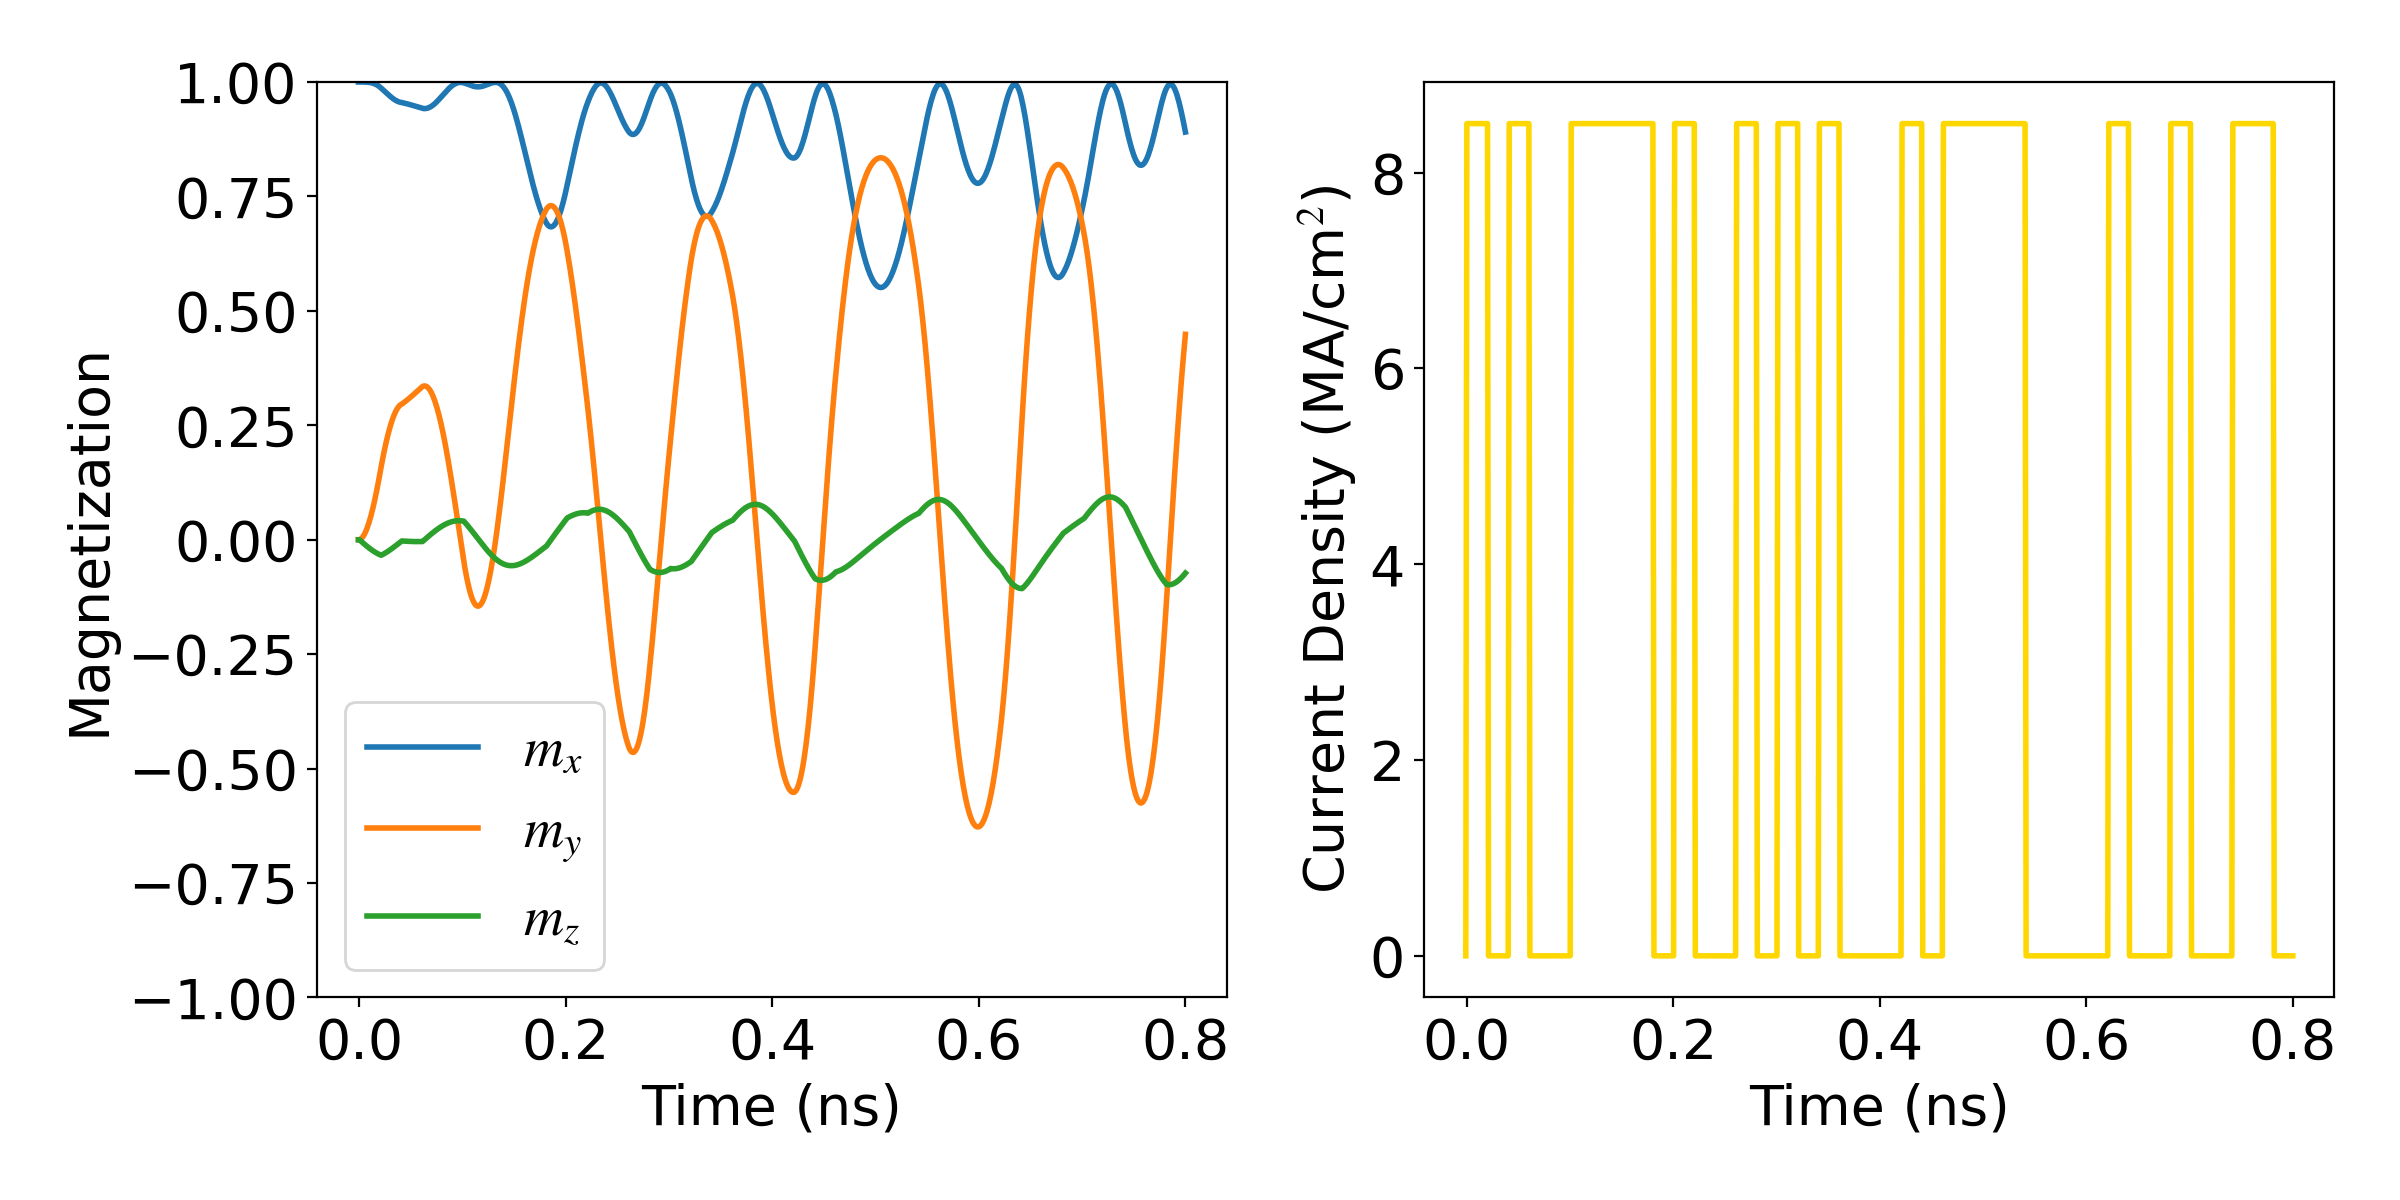 Magnetization
1.00
0.75
0.50
0.25
0.00
−0.25
−0.50
−0.75
−1.00
m_x
m_y
m_z
0.0 0.2 0.4 0.6 0.8
Time (ns)
Current Density (MA/cm²)
8
6
4
2
0
0.0 0.2 0.4 0.6 0.8
Time (ns)